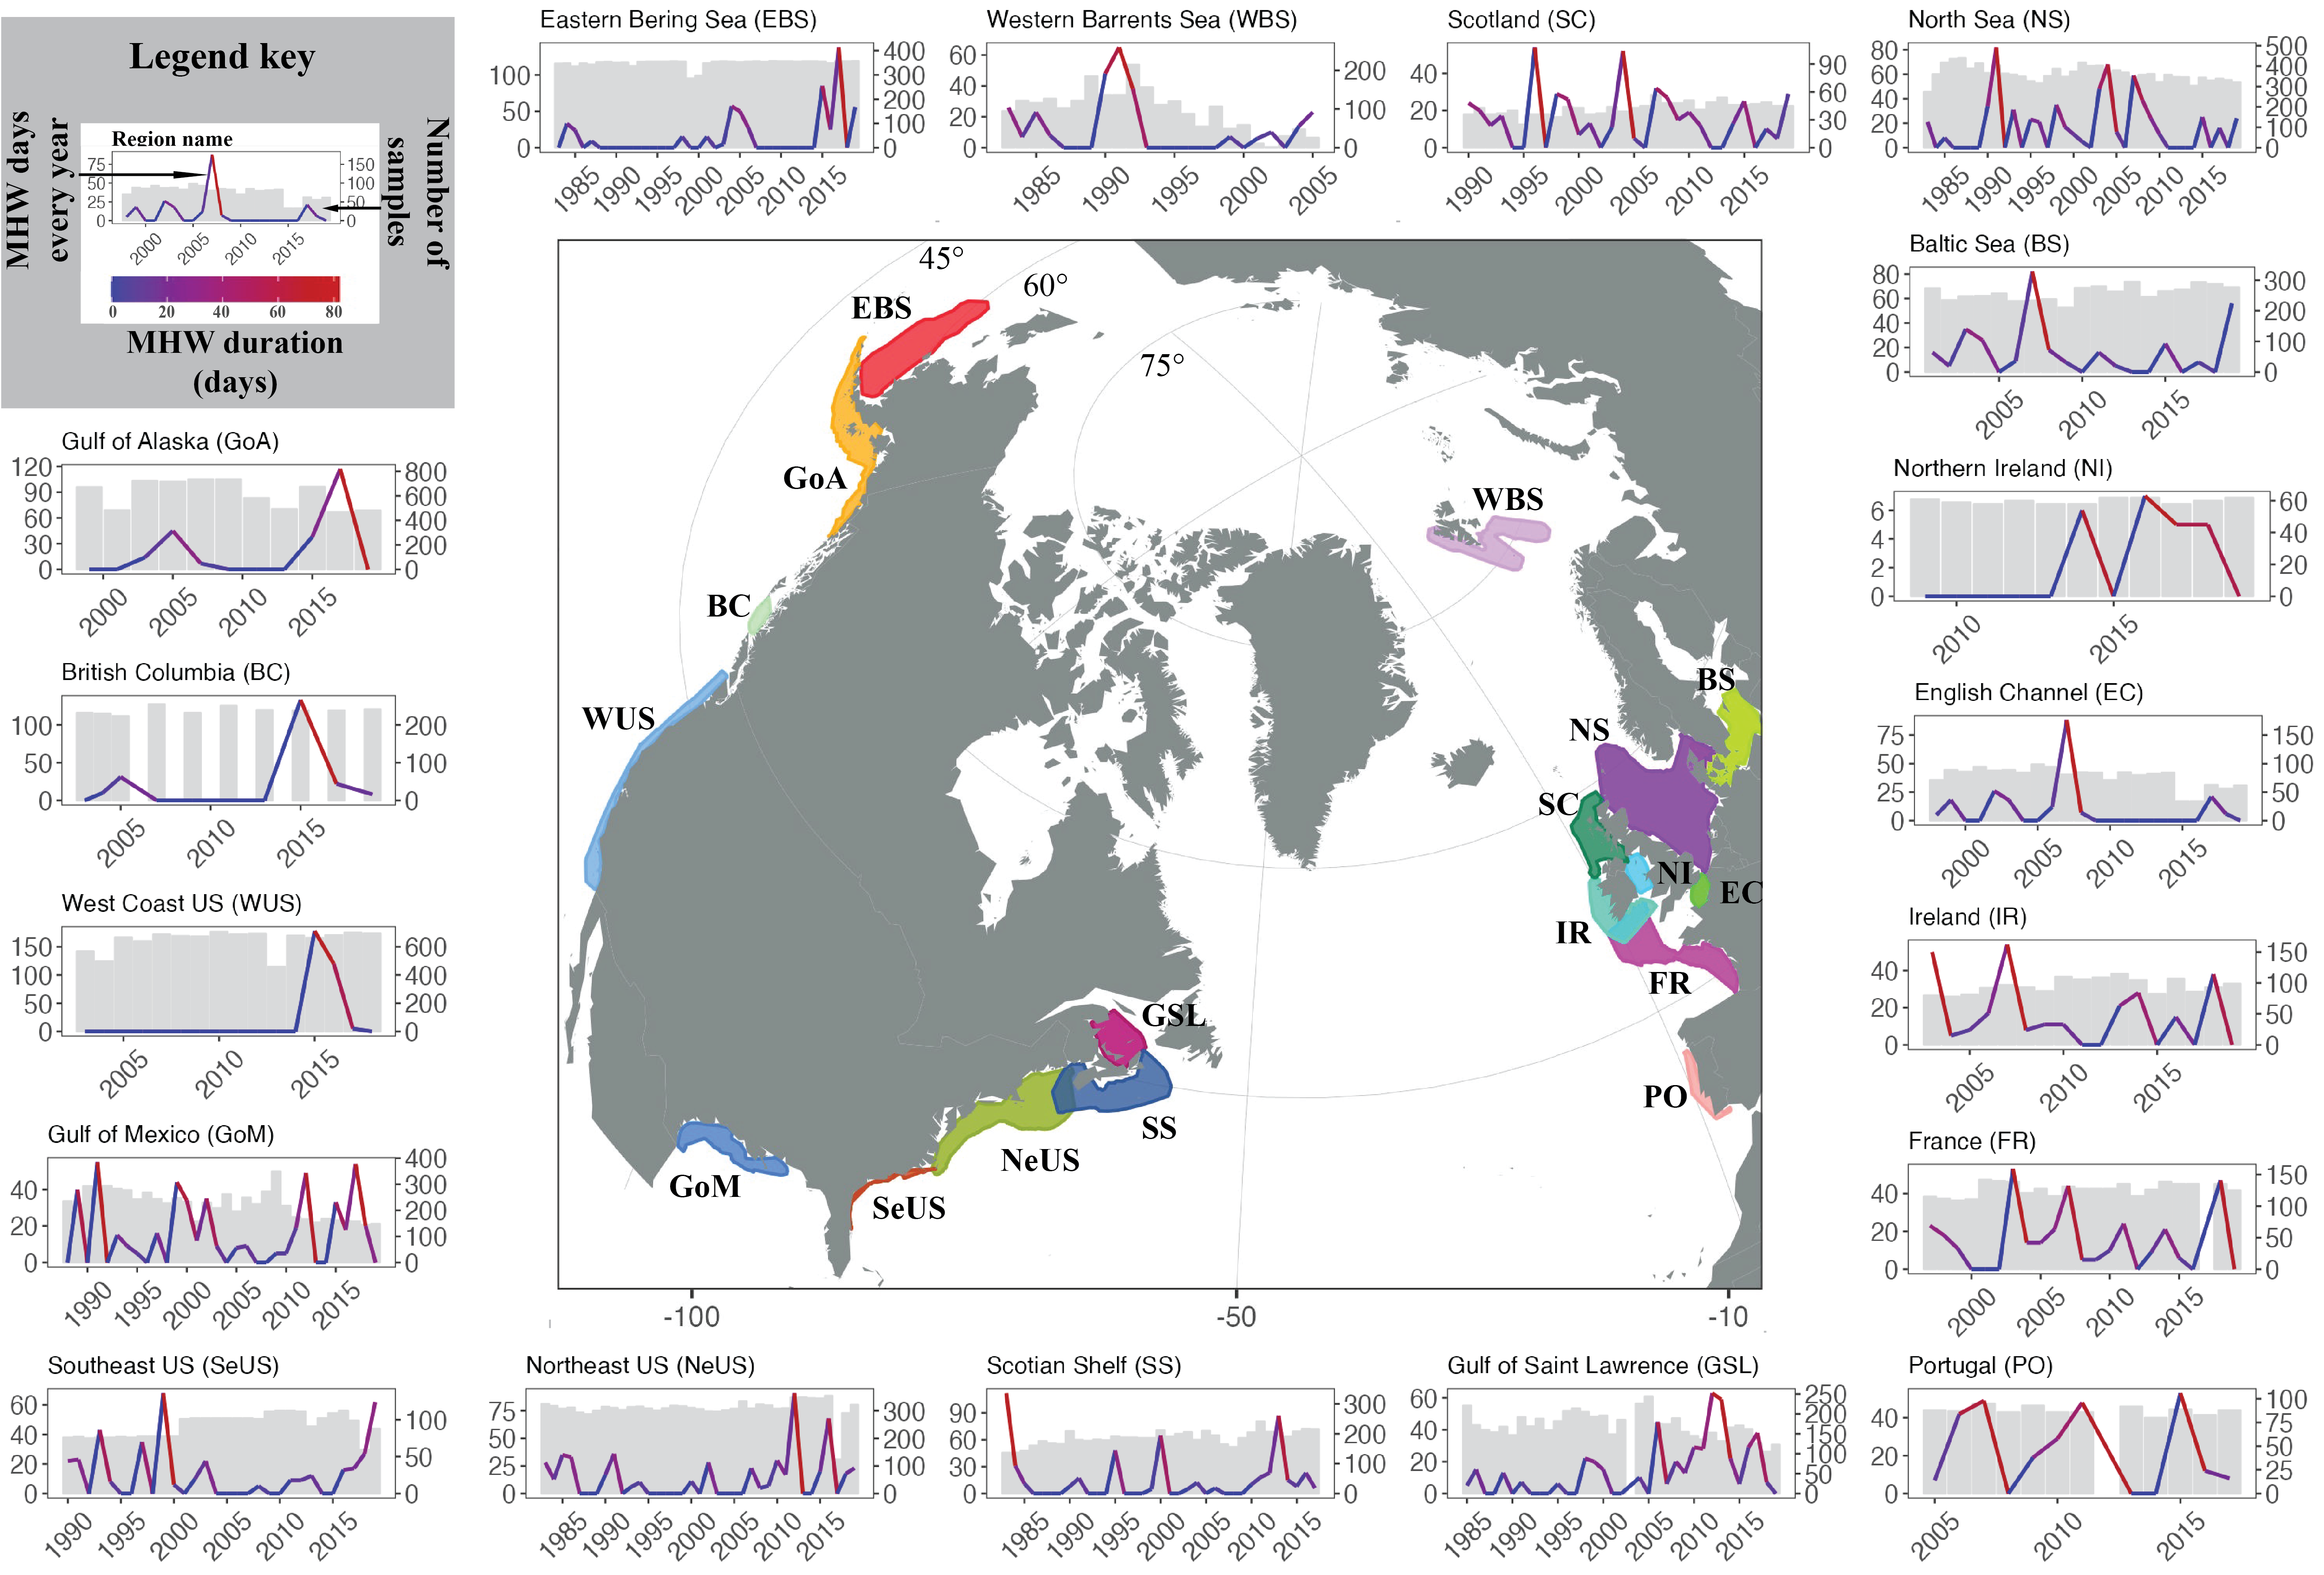 Legend key
MHW days
every year
Number of
samples
Region name
75
50
25
0
150
100
50
0
2000 2005 2010 2015
0 20 40 60 80
MHW duration
(days)
Eastern Bering Sea (EBS)
100
50
0
400
300
200
100
0
1985 1990 1995 2000 2005 2010 2015
Western Barrents Sea (WBS)
60
40
20
0
200
100
0
1985 1990 1995 2000 2005
Scotland (SC)
40
20
0
90
60
30
0
1990 1995 2000 2005 2010 2015
North Sea (NS)
80
60
40
20
0
500
400
300
200
100
0
1985 1990 1995 2000 2005 2010 2015
Baltic Sea (BS)
80
60
40
20
0
300
200
100
0
2005 2010 2015
Northern Ireland (NI)
6
4
2
0
60
40
20
0
2010 2015
English Channel (EC)
75
50
25
0
150
100
50
0
2000 2005 2010 2015
Ireland (IR)
40
20
0
150
100
50
0
2005 2010 2015
France (FR)
40
20
0
150
100
50
0
2000 2005 2010 2015
Portugal (PO)
40
20
0
100
75
50
25
0
2005 2010 2015
Gulf of Alaska (GoA)
120
90
60
30
0
800
600
400
200
0
2000 2005 2010 2015
British Columbia (BC)
100
50
0
200
100
0
2005 2010 2015
West Coast US (WUS)
150
100
50
0
600
400
200
0
2005 2010 2015
Gulf of Mexico (GoM)
40
20
0
400
300
200
100
0
1990 1995 2000 2005 2010 2015
Southeast US (SeUS)
60
40
20
0
100
50
0
1990 1995 2000 2005 2010 2015
Northeast US (NeUS)
75
50
25
0
300
200
100
0
1985 1990 1995 2000 2005 2010 2015
Scotian Shelf (SS)
90
60
30
0
300
200
100
0
1985 1990 1995 2000 2005 2010 2015
Gulf of Saint Lawrence (GSL)
60
40
20
0
250
200
150
100
50
0
1985 1990 1995 2000 2005 2010 2015
45°
60°
75°
EBS
GoA
BC
WUS
GoM
SeUS
NeUS
SS
GSL
WBS
BS
NS
SC
NI
EC
IR
FR
PO
-100 -50 -10